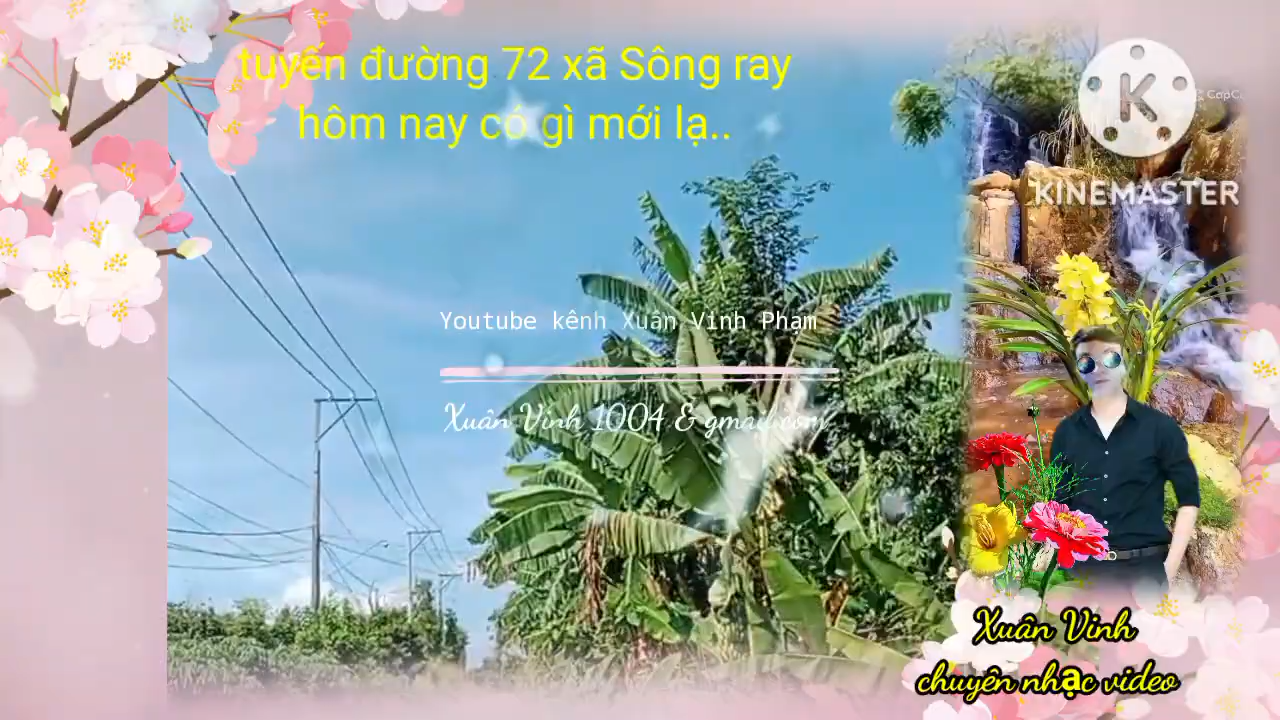 tuyến đường 72 xã Sông ray
hôm nay có gì mới lạ..
CapCu
K
KINEMASTER
Youtube kênh Xuân Vinh Phạm
Xuân Vinh 1004 & gmail.com
Xuân Vinh
chuyên nhạc video